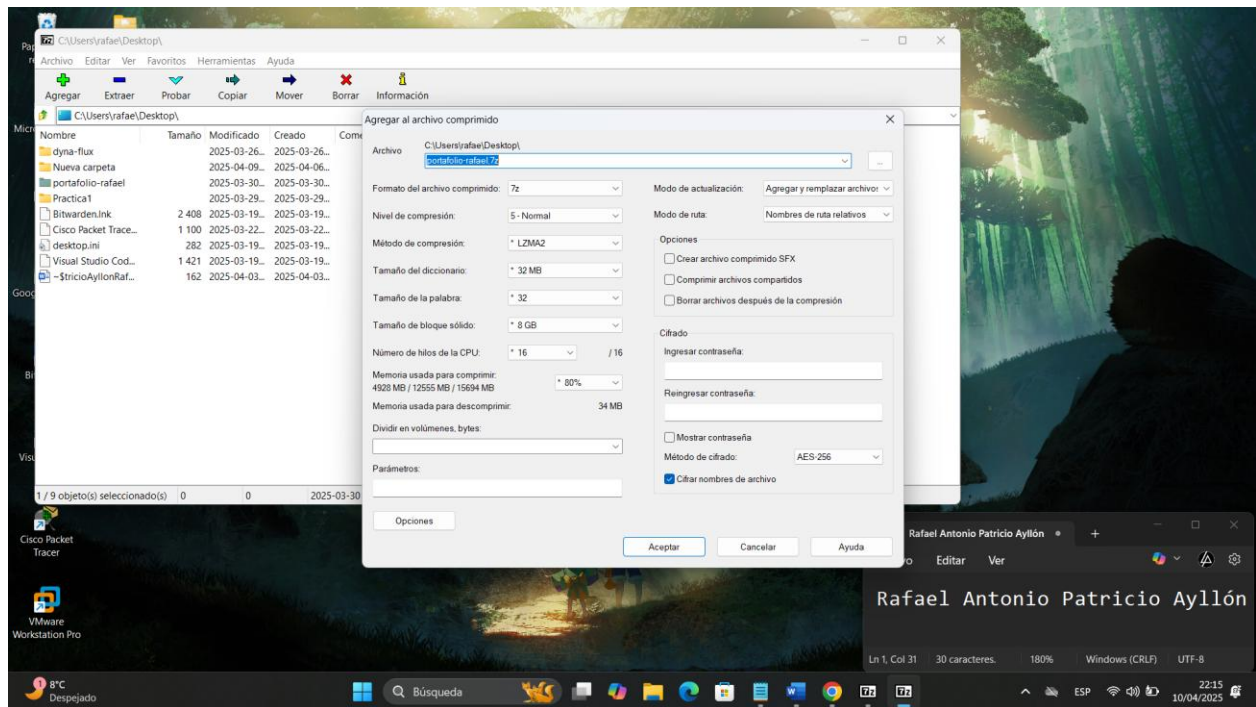 C:\Users\rafae\Desktop\
Archivo Editar Ver Favoritos Herramientas Ayuda
Agregar Extraer Probar Copiar Mover Borrar Información
C:\Users\rafae\Desktop\
Nombre Tamaño Modificado Creado Come
dyna-flux 2025-03-26... 2025-03-26...
Nueva carpeta 2025-04-09... 2025-04-06...
portafolio-rafael 2025-03-30... 2025-03-30...
Practica1 2025-03-29... 2025-03-29...
Bitwarden.lnk 2 408 2025-03-19... 2025-03-19...
Cisco Packet Trace... 1 100 2025-03-22... 2025-03-22...
desktop.ini 282 2025-03-19... 2025-03-19...
Visual Studio Cod... 1 421 2025-03-19... 2025-03-19...
~$tricioAyllonRaf... 162 2025-04-03... 2025-04-03...
1 / 9 objeto(s) seleccionado(s) 0 0 2025-03-30
Agregar al archivo comprimido
Archivo C:\Users\rafae\Desktop\
portafolio-rafael.7z
...
Formato del archivo comprimido: 7z
Nivel de compresión: 5 - Normal
Método de compresión: * LZMA2
Tamaño del diccionario: * 32 MB
Tamaño de la palabra: * 32
Tamaño de bloque sólido: * 8 GB
Número de hilos de la CPU: * 16 / 16
Memoria usada para comprimir:
4928 MB / 12555 MB / 15694 MB * 80%
Memoria usada para descomprimir: 34 MB
Dividir en volúmenes, bytes:
Parámetros:
Opciones
Modo de actualización: Agregar y remplazar archivos
Modo de ruta: Nombres de ruta relativos
Opciones
Crear archivo comprimido SFX
Comprimir archivos compartidos
Borrar archivos después de la compresión
Cifrado
Ingresar contraseña:
Reingresar contraseña:
Mostrar contraseña
Método de cifrado: AES-256
Cifrar nombres de archivo
Aceptar Cancelar Ayuda
Cisco Packet
Tracer
VMware
Workstation Pro
Rafael Antonio Patricio Ayllón
Editar Ver
Rafael Antonio Patricio Ayllón
Ln 1, Col 31 30 caracteres. 180% Windows (CRLF) UTF-8
8°C
Despejado
Búsqueda
ESP
22:15
10/04/2025